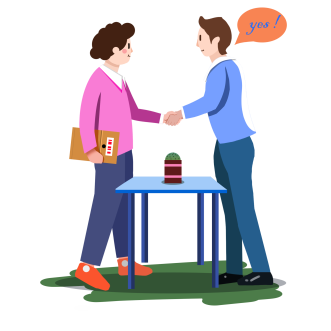 yes !